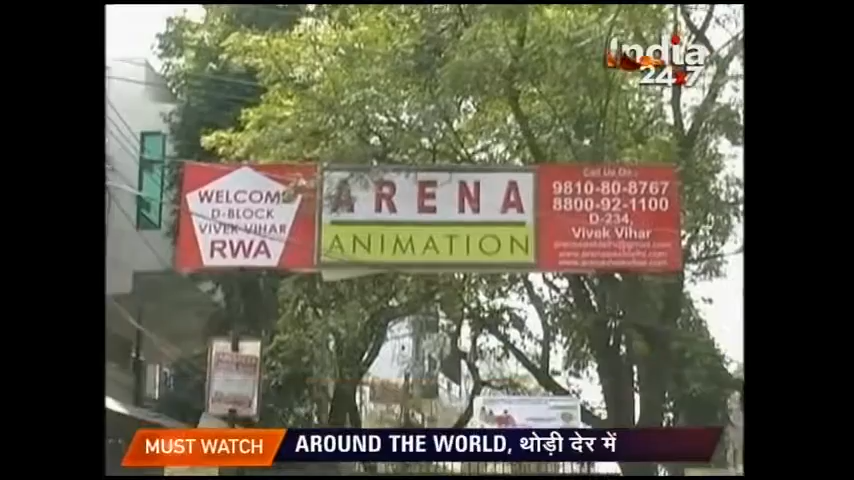 India
24x7
WELCOME
D-BLOCK
VIVEK VIHAR
RWA
ARENA
ANIMATION
Call Us On :
9810-80-8767
8800-92-1100
D-234,
Vivek Vihar
MUST WATCH
AROUND THE WORLD, थोड़ी देर में